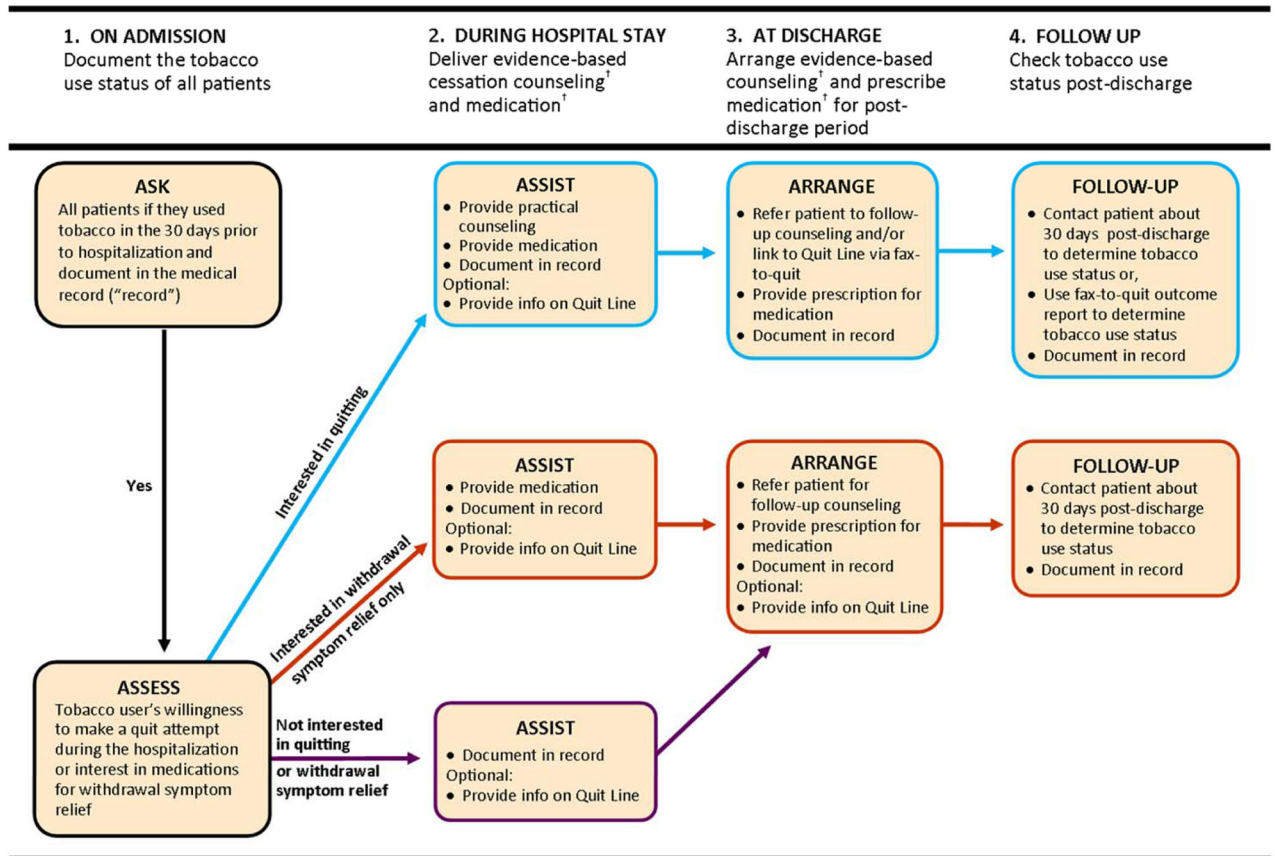 1. ON ADMISSION
Document the tobacco
use status of all patients
2. DURING HOSPITAL STAY
Deliver evidence-based
cessation counseling†
and medication†
3. AT DISCHARGE
Arrange evidence-based
counseling† and prescribe
medication† for post-
discharge period
4. FOLLOW UP
Check tobacco use
status post-discharge
ASK
All patients if they used
tobacco in the 30 days prior
to hospitalization and
document in the medical
record (“record”)
Yes
ASSESS
Tobacco user’s willingness
to make a quit attempt
during the hospitalization
or interest in medications
for withdrawal symptom
relief
Interested in quitting
ASSIST
• Provide practical
counseling
• Provide medication
• Document in record
Optional:
• Provide info on Quit Line
ARRANGE
• Refer patient to follow-
up counseling and/or
link to Quit Line via fax-
to-quit
• Provide prescription for
medication
• Document in record
FOLLOW-UP
• Contact patient about
30 days post-discharge
to determine tobacco
use status or,
• Use fax-to-quit outcome
report to determine
tobacco use status
• Document in record
Interested in withdrawal
symptom relief only
ASSIST
• Provide medication
• Document in record
Optional:
• Provide info on Quit Line
ARRANGE
• Refer patient for
follow-up counseling
• Provide prescription for
medication
• Document in record
Optional:
• Provide info on Quit Line
FOLLOW-UP
• Contact patient about
30 days post-discharge
to determine tobacco
use status
• Document in record
Not interested
in quitting
or withdrawal
symptom relief
ASSIST
• Document in record
Optional:
• Provide info on Quit Line